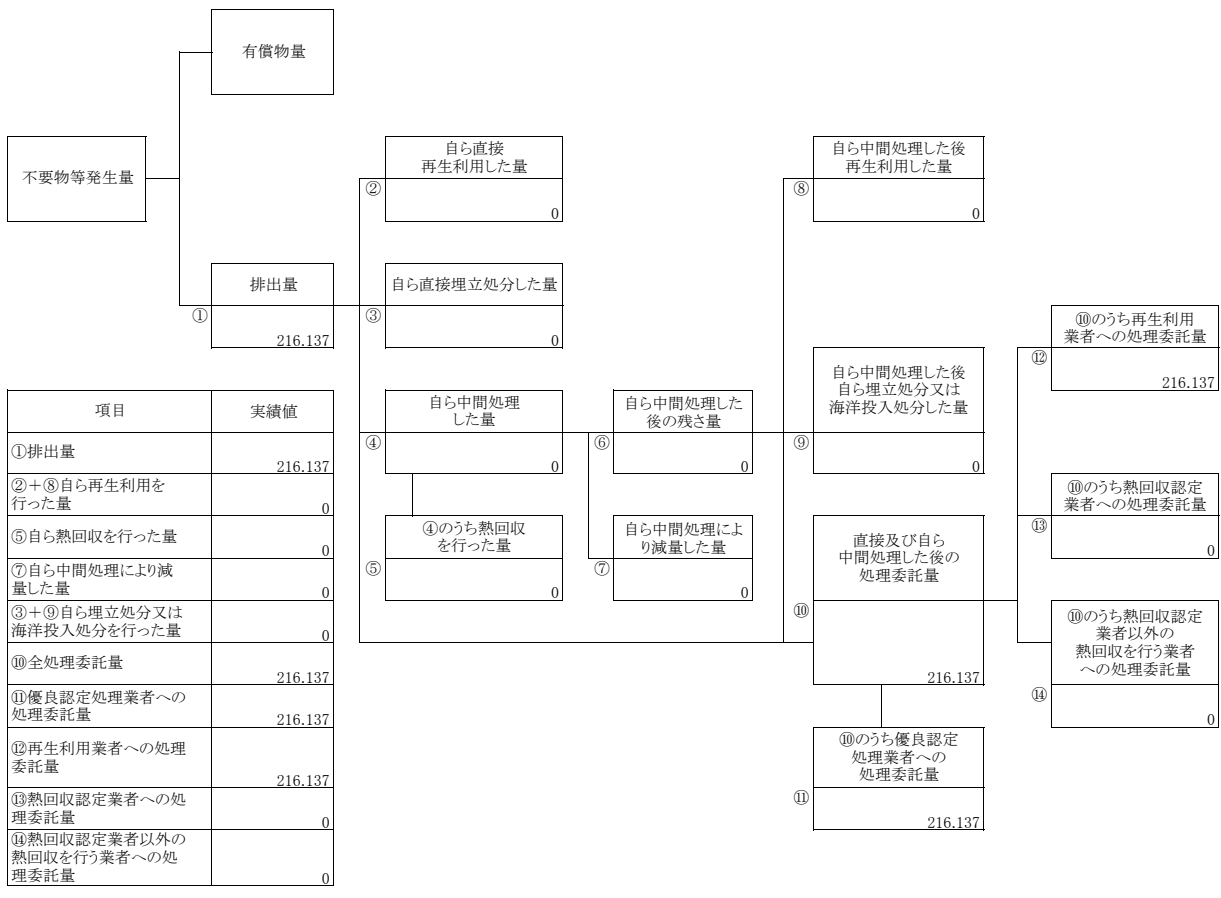 有償物量
不要物等発生量
排出量
①
216.137
自ら直接
再生利用した量
②
0
自ら直接埋立処分した量
③
0
自ら中間処理
した量
④
0
④のうち熱回収
を行った量
⑤
0
自ら中間処理した
後の残さ量
⑥
0
自ら中間処理によ
り減量した量
⑦
0
自ら中間処理した後
再生利用した量
⑧
0
自ら中間処理した後
自ら埋立処分又は
海洋投入処分した量
⑨
0
直接及び自ら
中間処理した後の
処理委託量
⑩
216.137
⑩のうち優良認定
処理業者への
処理委託量
⑪
216.137
⑩のうち再生利用
業者への処理委託量
⑫
216.137
⑩のうち熱回収認定
業者への処理委託量
⑬
0
⑩のうち熱回収認定
業者以外の
熱回収を行う業者
への処理委託量
⑭
0
項目 実績値
①排出量
216.137
②＋⑧自ら再生利用を
行った量
0
⑤自ら熱回収を行った量
0
⑦自ら中間処理により減
量した量
0
③＋⑨自ら埋立処分又は
海洋投入処分を行った量
0
⑩全処理委託量
216.137
⑪優良認定処理業者への
処理委託量
216.137
⑫再生利用業者への処理
委託量
216.137
⑬熱回収認定業者への処
理委託量
0
⑭熱回収認定業者以外の
熱回収を行う業者への処
理委託量
0